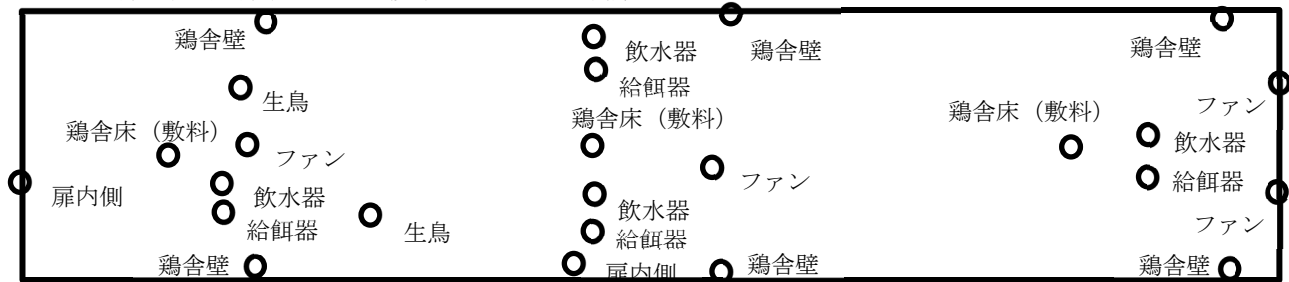 鶏舎壁
鶏舎壁
鶏舎壁
飲水器
給餌器
生鳥
ファン
鶏舎床（敷料）
鶏舎床（敷料）
鶏舎床（敷料）
ファン
飲水器
ファン
給餌器
扉内側
飲水器
飲水器
給餌器
生鳥
給餌器
ファン
鶏舎壁
扉内側
鶏舎壁
鶏舎壁